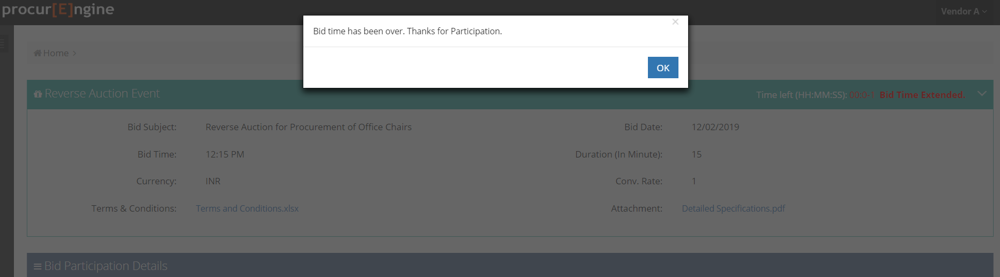 procur[E]ngine
Vendor A
Bid time has been over. Thanks for Participation.
×
OK
Home
Reverse Auction Event
Time left (HH:MM:SS): 00:0-1 Bid Time Extended.
Bid Subject: Reverse Auction for Procurement of Office Chairs
Bid Date: 12/02/2019
Bid Time: 12:15 PM
Duration (In Minute): 15
Currency: INR
Conv. Rate: 1
Terms & Conditions: Terms and Conditions.xlsx
Attachment: Detailed Specifications.pdf
Bid Participation Details